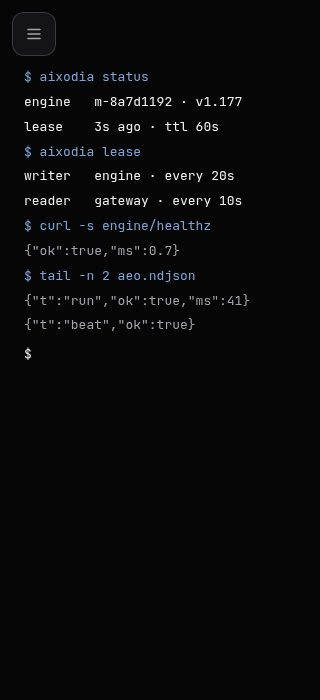 $ aixodia status
engine   m-8a7d1192 · v1.177
lease    3s ago · ttl 60s
$ aixodia lease
writer   engine · every 20s
reader   gateway · every 10s
$ curl -s engine/healthz
{"ok":true,"ms":0.7}
$ tail -n 2 aeo.ndjson
{"t":"run","ok":true,"ms":41}
{"t":"beat","ok":true}
$